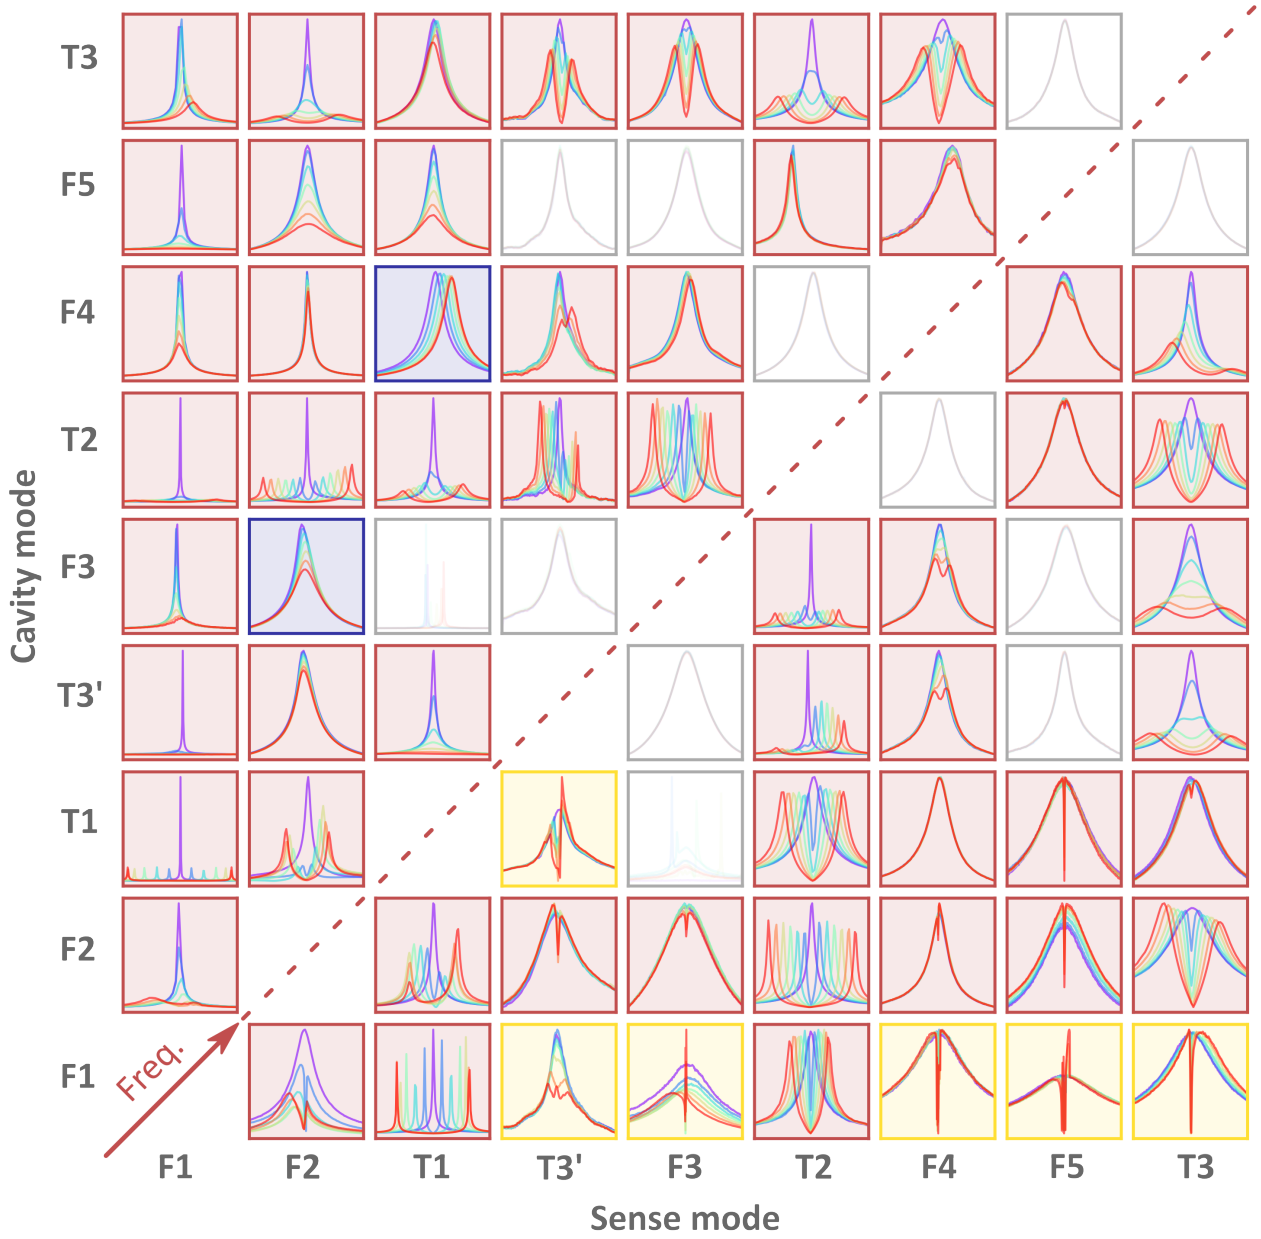 T3
F5
F4
T2
F3
T3'
T1
F2
F1
Cavity mode
Freq.
F1 F2 T1 T3' F3 T2 F4 F5 T3
Sense mode